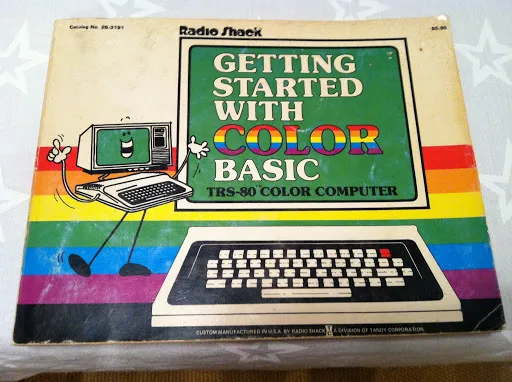 Catalog No. 26-3191
Radio Shack
$5.95
GETTING
STARTED
WITH
COLOR
BASIC
TRS-80 COLOR COMPUTER
CUSTOM MANUFACTURED IN U.S.A. BY RADIO SHACK A DIVISION OF TANDY CORPORATION